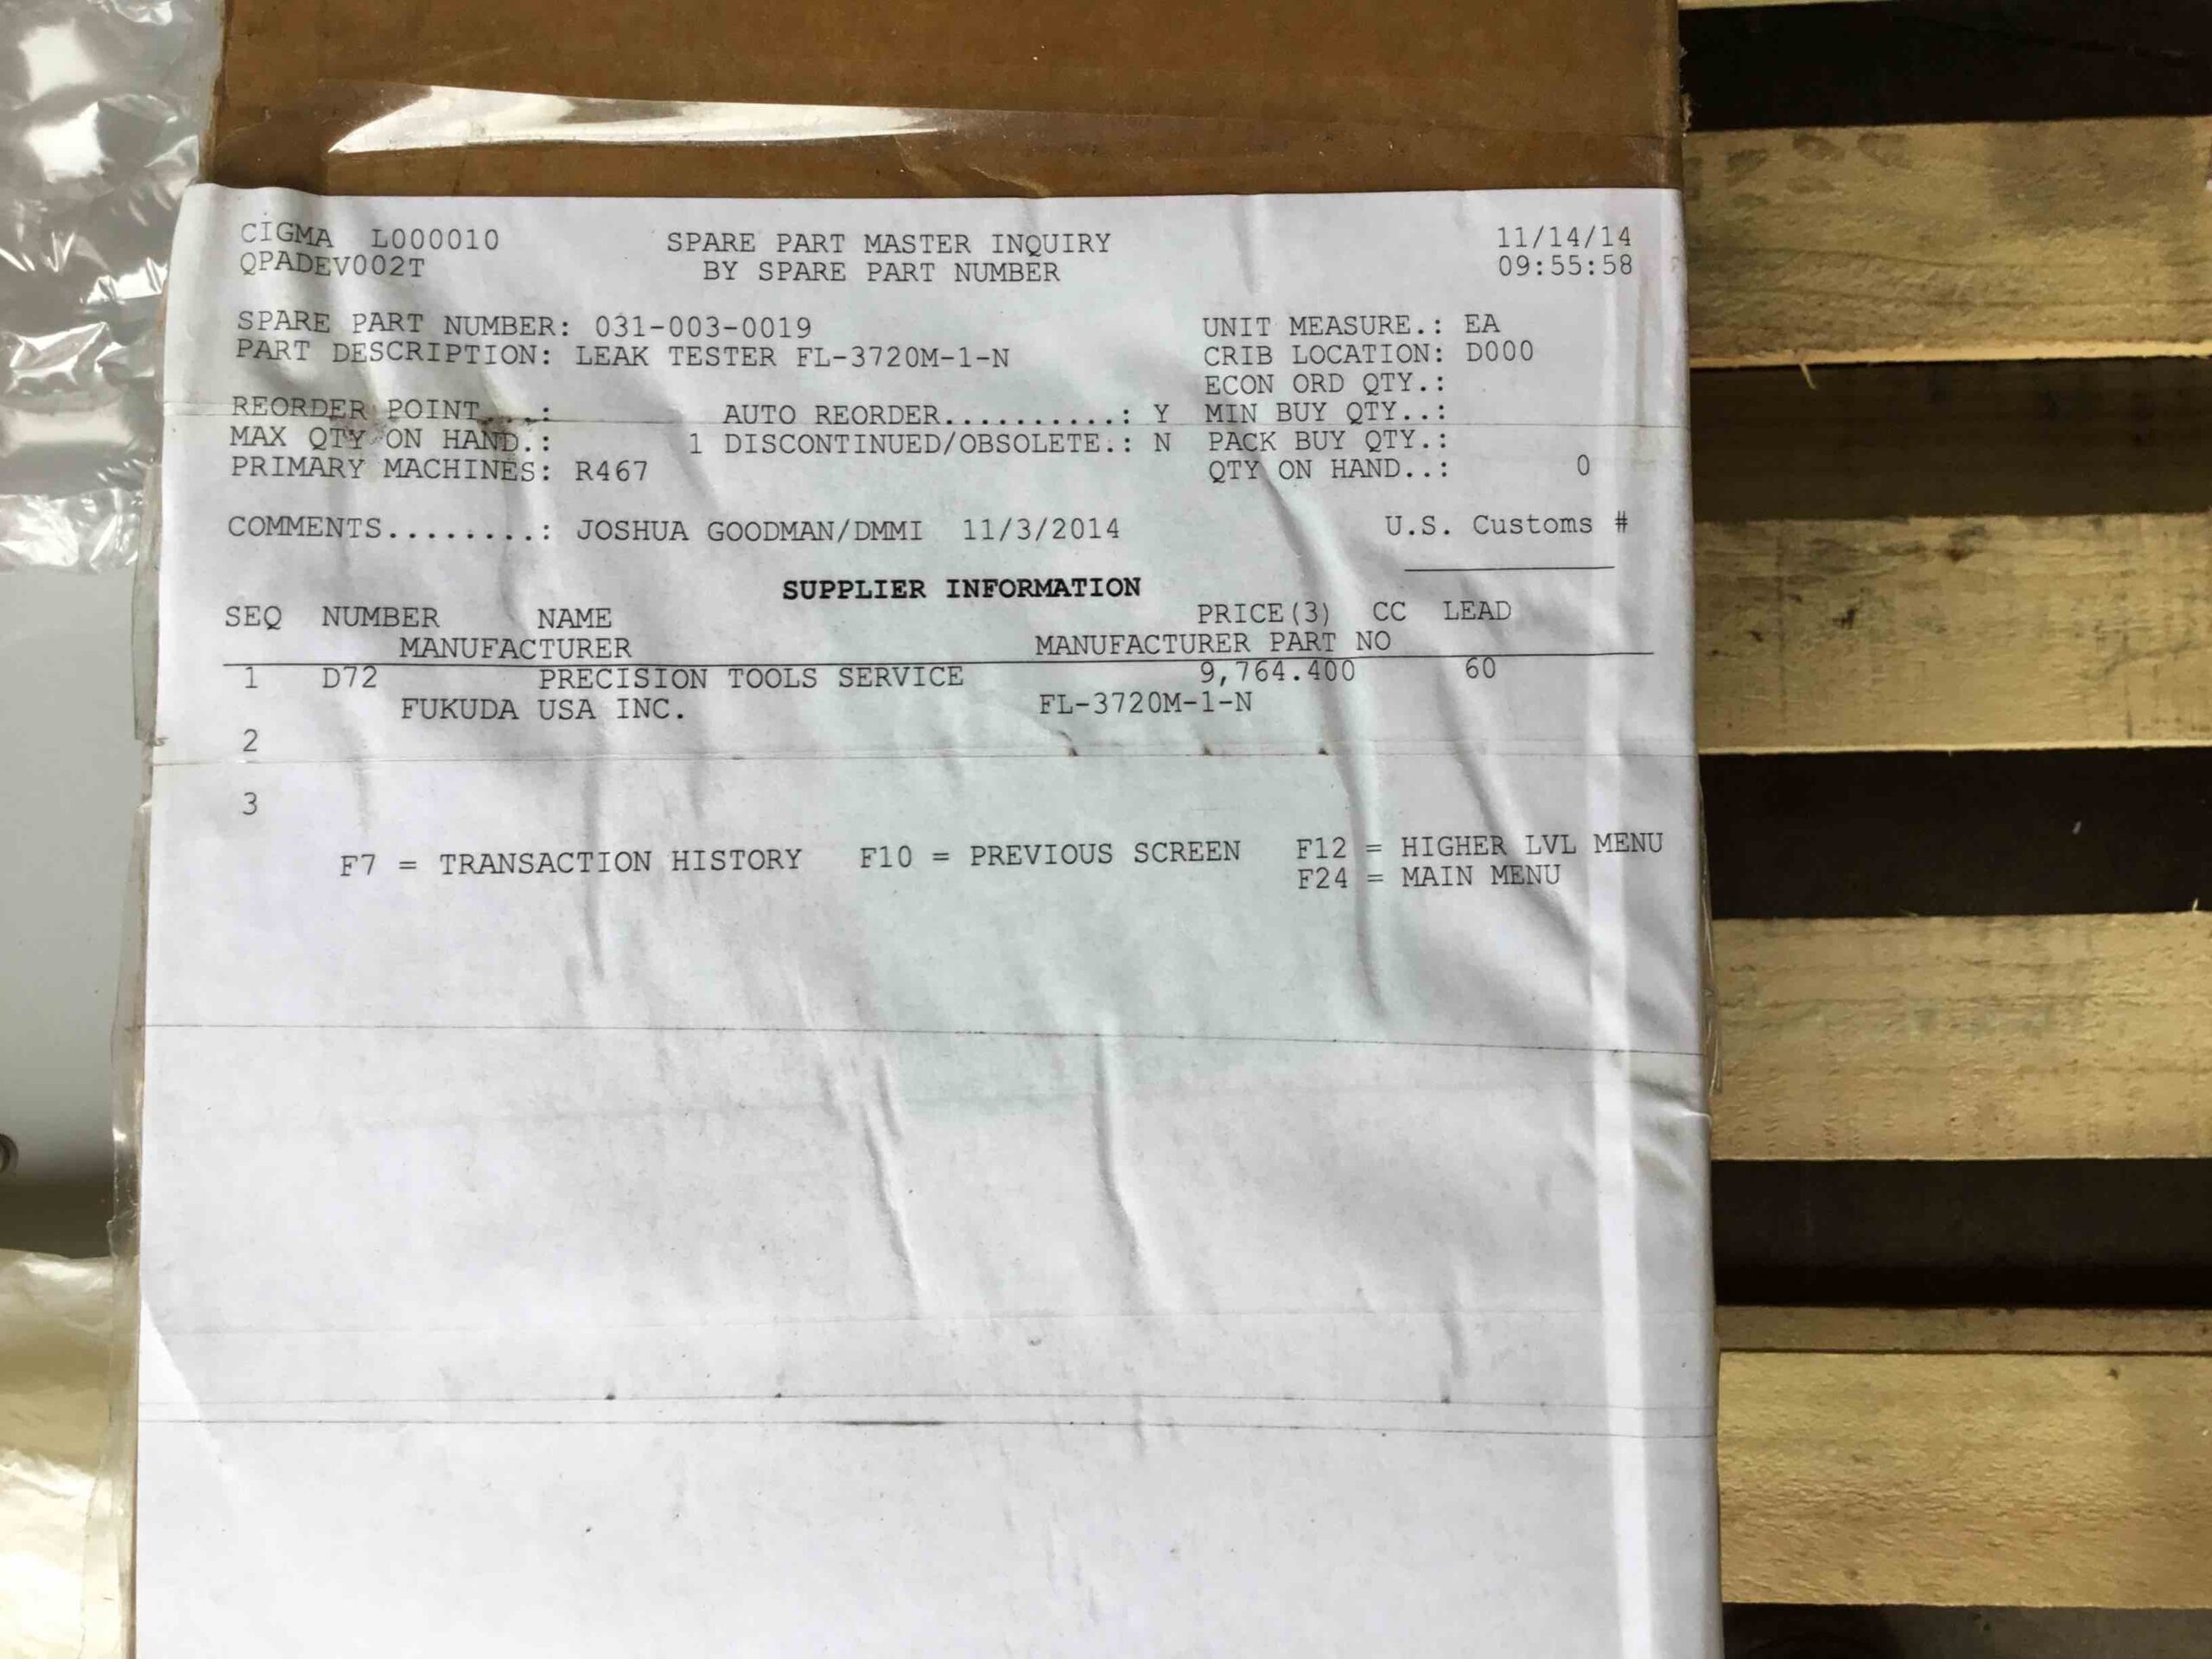 CIGMA L000010 SPARE PART MASTER INQUIRY 11/14/14
QPADEV002T BY SPARE PART NUMBER 09:55:58
SPARE PART NUMBER: 031-003-0019 UNIT MEASURE.: EA
PART DESCRIPTION: LEAK TESTER FL-3720M-1-N CRIB LOCATION: D000
ECON ORD QTY.:
REORDER POINT...: AUTO REORDER..........: Y MIN BUY QTY..:
MAX QTY ON HAND.: 1 DISCONTINUED/OBSOLETE.: N PACK BUY QTY.:
PRIMARY MACHINES: R467 QTY ON HAND..: 0
COMMENTS........: JOSHUA GOODMAN/DMMI 11/3/2014 U.S. Customs #
SUPPLIER INFORMATION
SEQ NUMBER NAME PRICE(3) CC LEAD
MANUFACTURER MANUFACTURER PART NO
1 D72 PRECISION TOOLS SERVICE 9,764.400 60
FUKUDA USA INC. FL-3720M-1-N
2
3
F7 = TRANSACTION HISTORY F10 = PREVIOUS SCREEN F12 = HIGHER LVL MENU
F24 = MAIN MENU